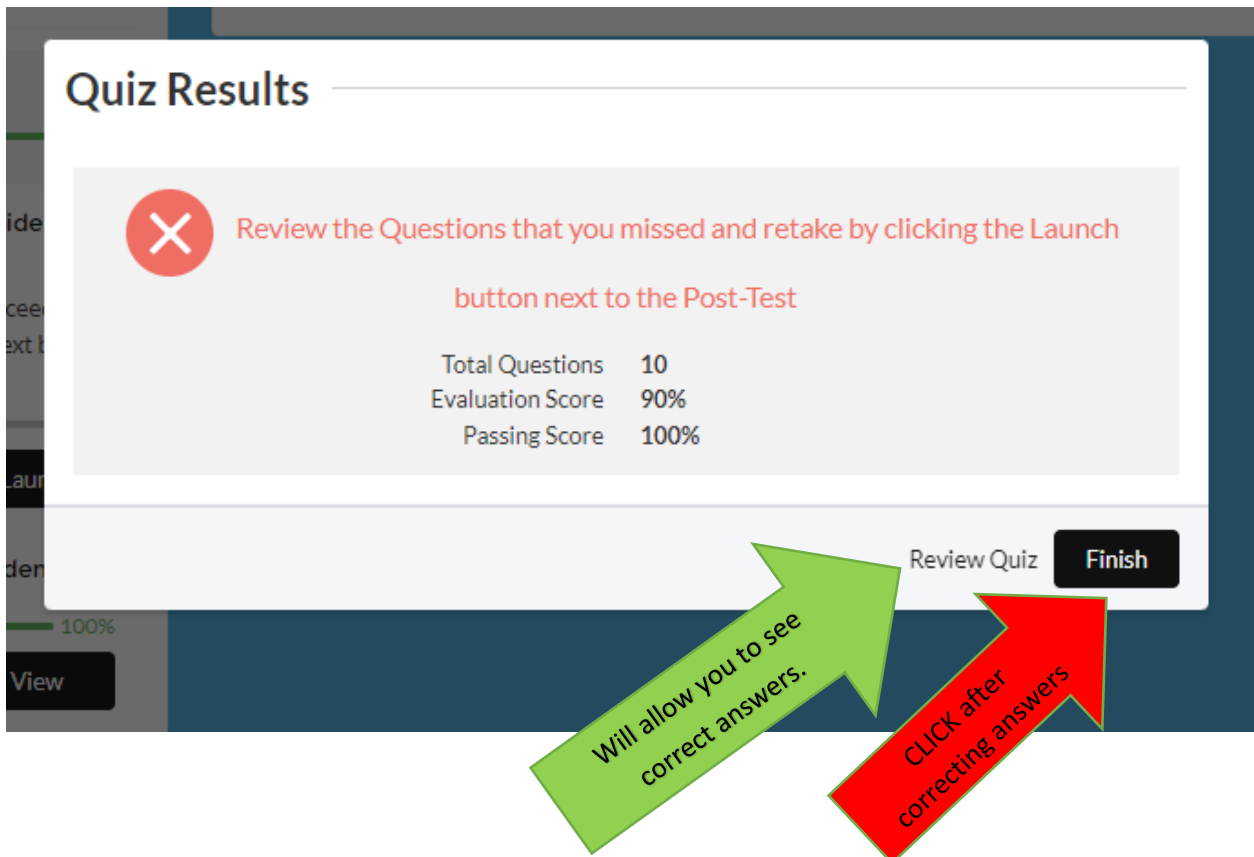 Quiz Results
Review the Questions that you missed and retake by clicking the Launch
button next to the Post-Test
Total Questions 10
Evaluation Score 90%
Passing Score 100%
Review Quiz Finish
100%
View
Will allow you to see
correct answers.
CLICK after
correcting answers